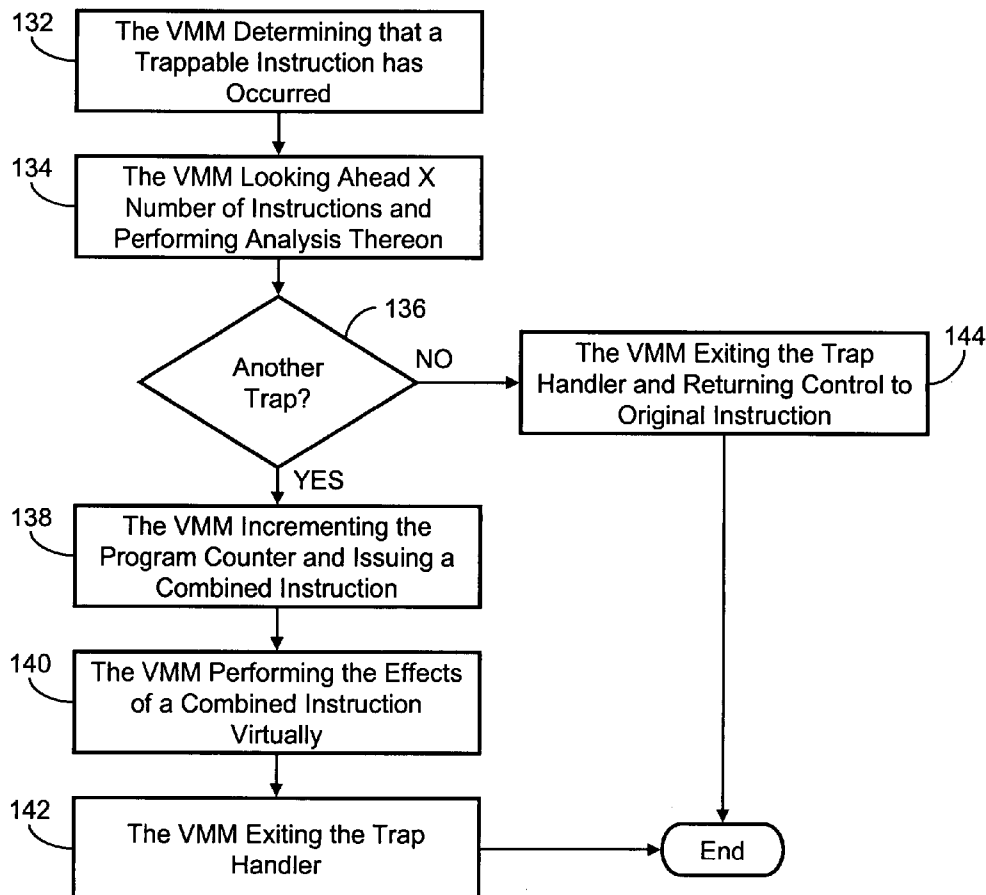 132
The VMM Determining that a
Trappable Instruction has
Occurred
134
The VMM Looking Ahead X
Number of Instructions and
Performing Analysis Thereon
136
Another
Trap?
NO
144
The VMM Exiting the Trap
Handler and Returning Control to
Original Instruction
YES
138
The VMM Incrementing the
Program Counter and Issuing a
Combined Instruction
140
The VMM Performing the Effects
of a Combined Instruction
Virtually
142
The VMM Exiting the Trap
Handler
End